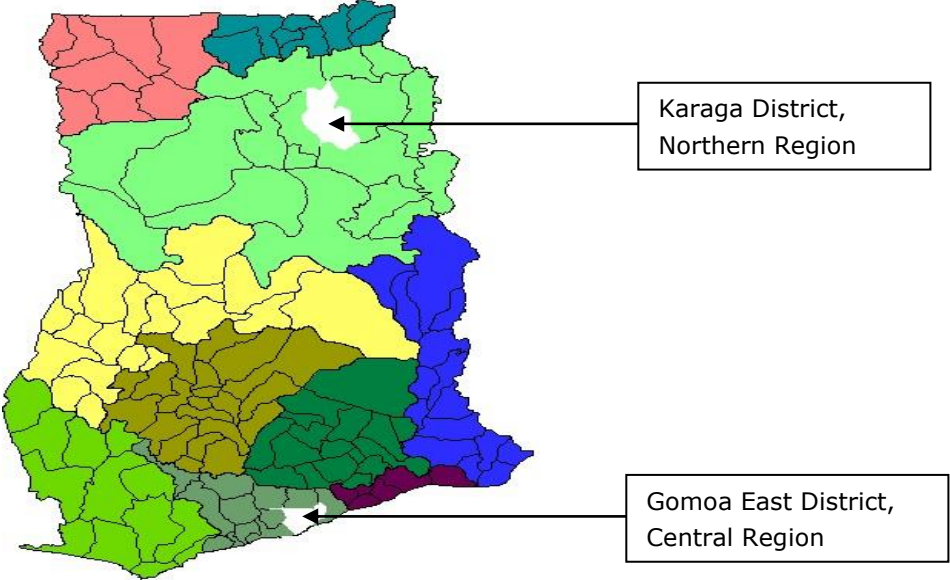 Karaga District,
Northern Region
Gomoa East District,
Central Region